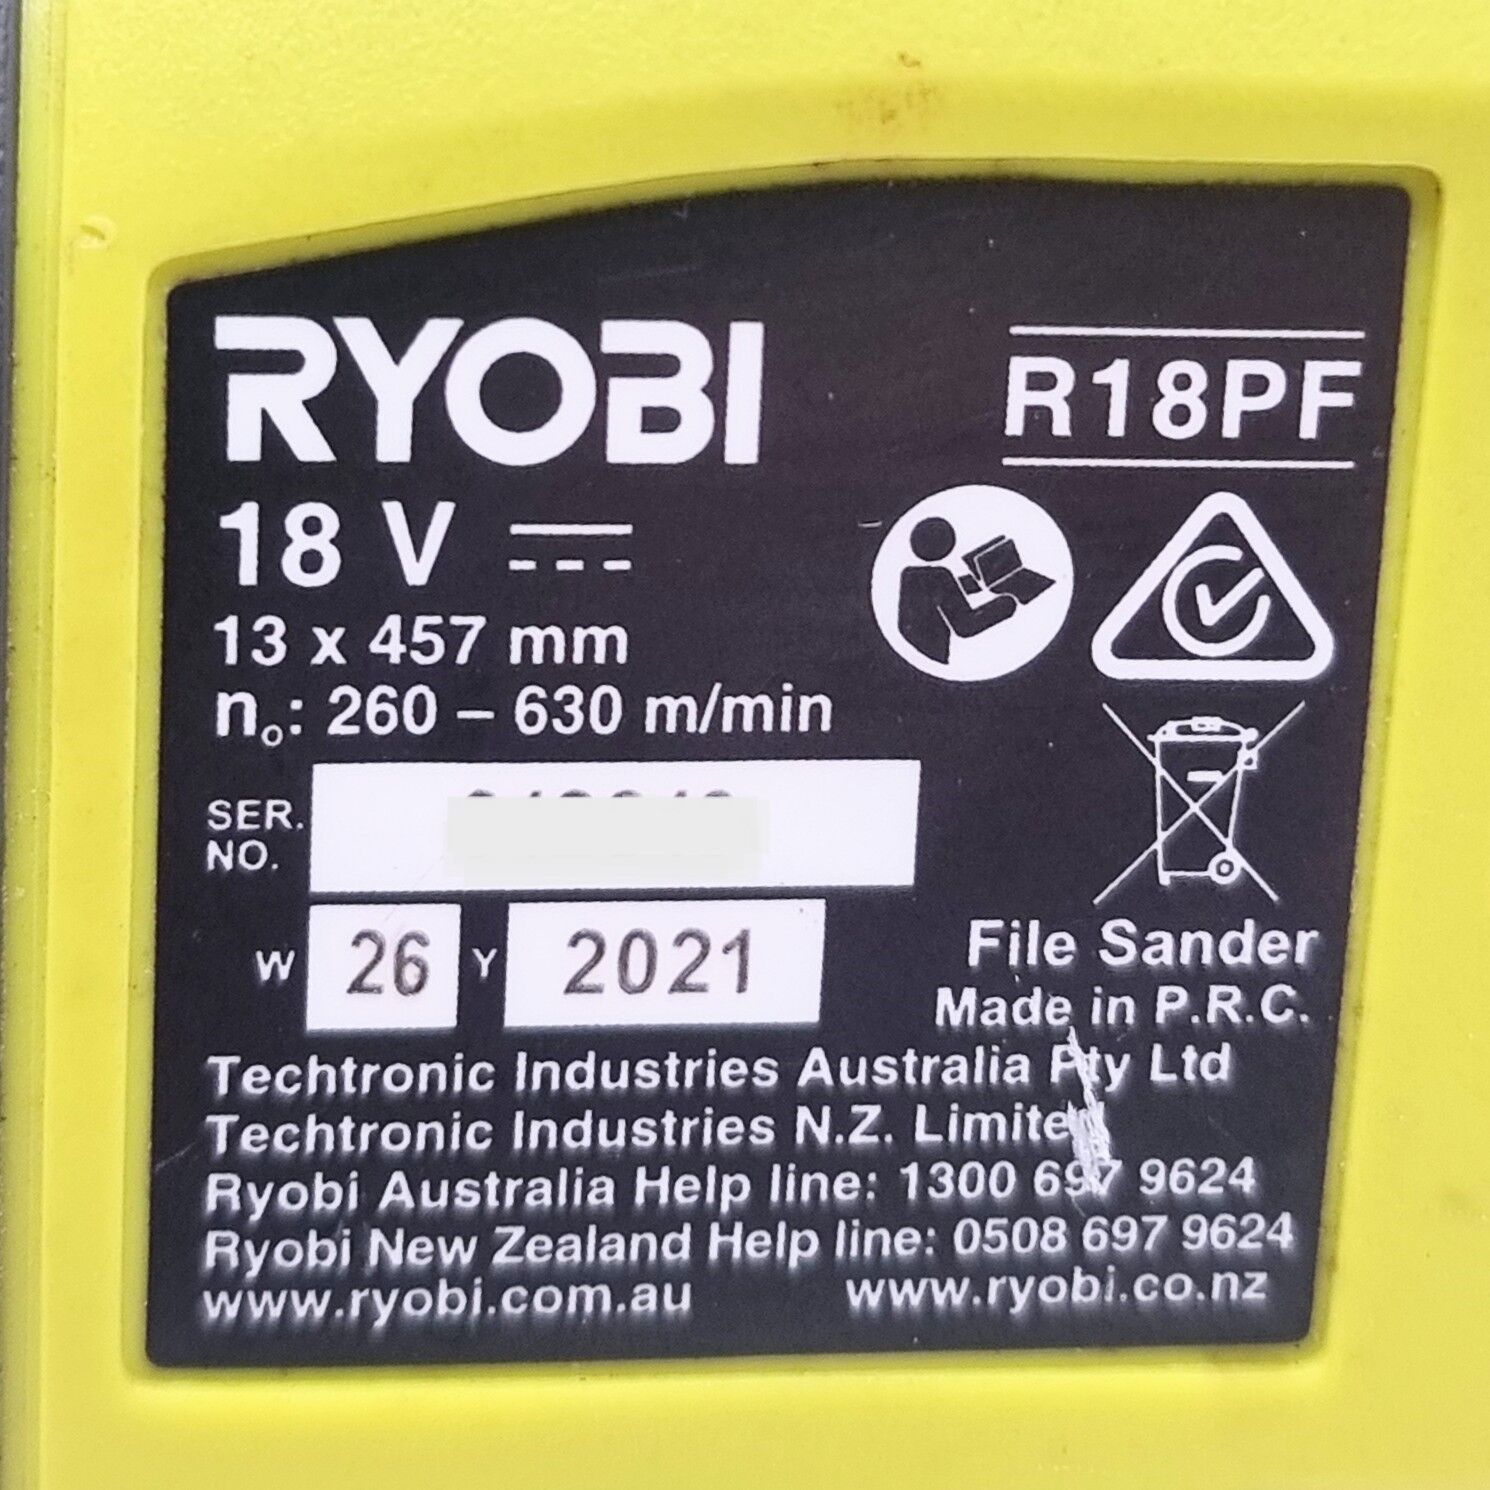 RYOBI
R18PF
18 V
13 x 457 mm
no: 260 – 630 m/min
SER.
NO.
W 26 Y 2021
File Sander
Made in P.R.C.
Techtronic Industries Australia Pty Ltd
Techtronic Industries N.Z. Limited
Ryobi Australia Help line: 1300 697 9624
Ryobi New Zealand Help line: 0508 697 9624
www.ryobi.com.au www.ryobi.co.nz